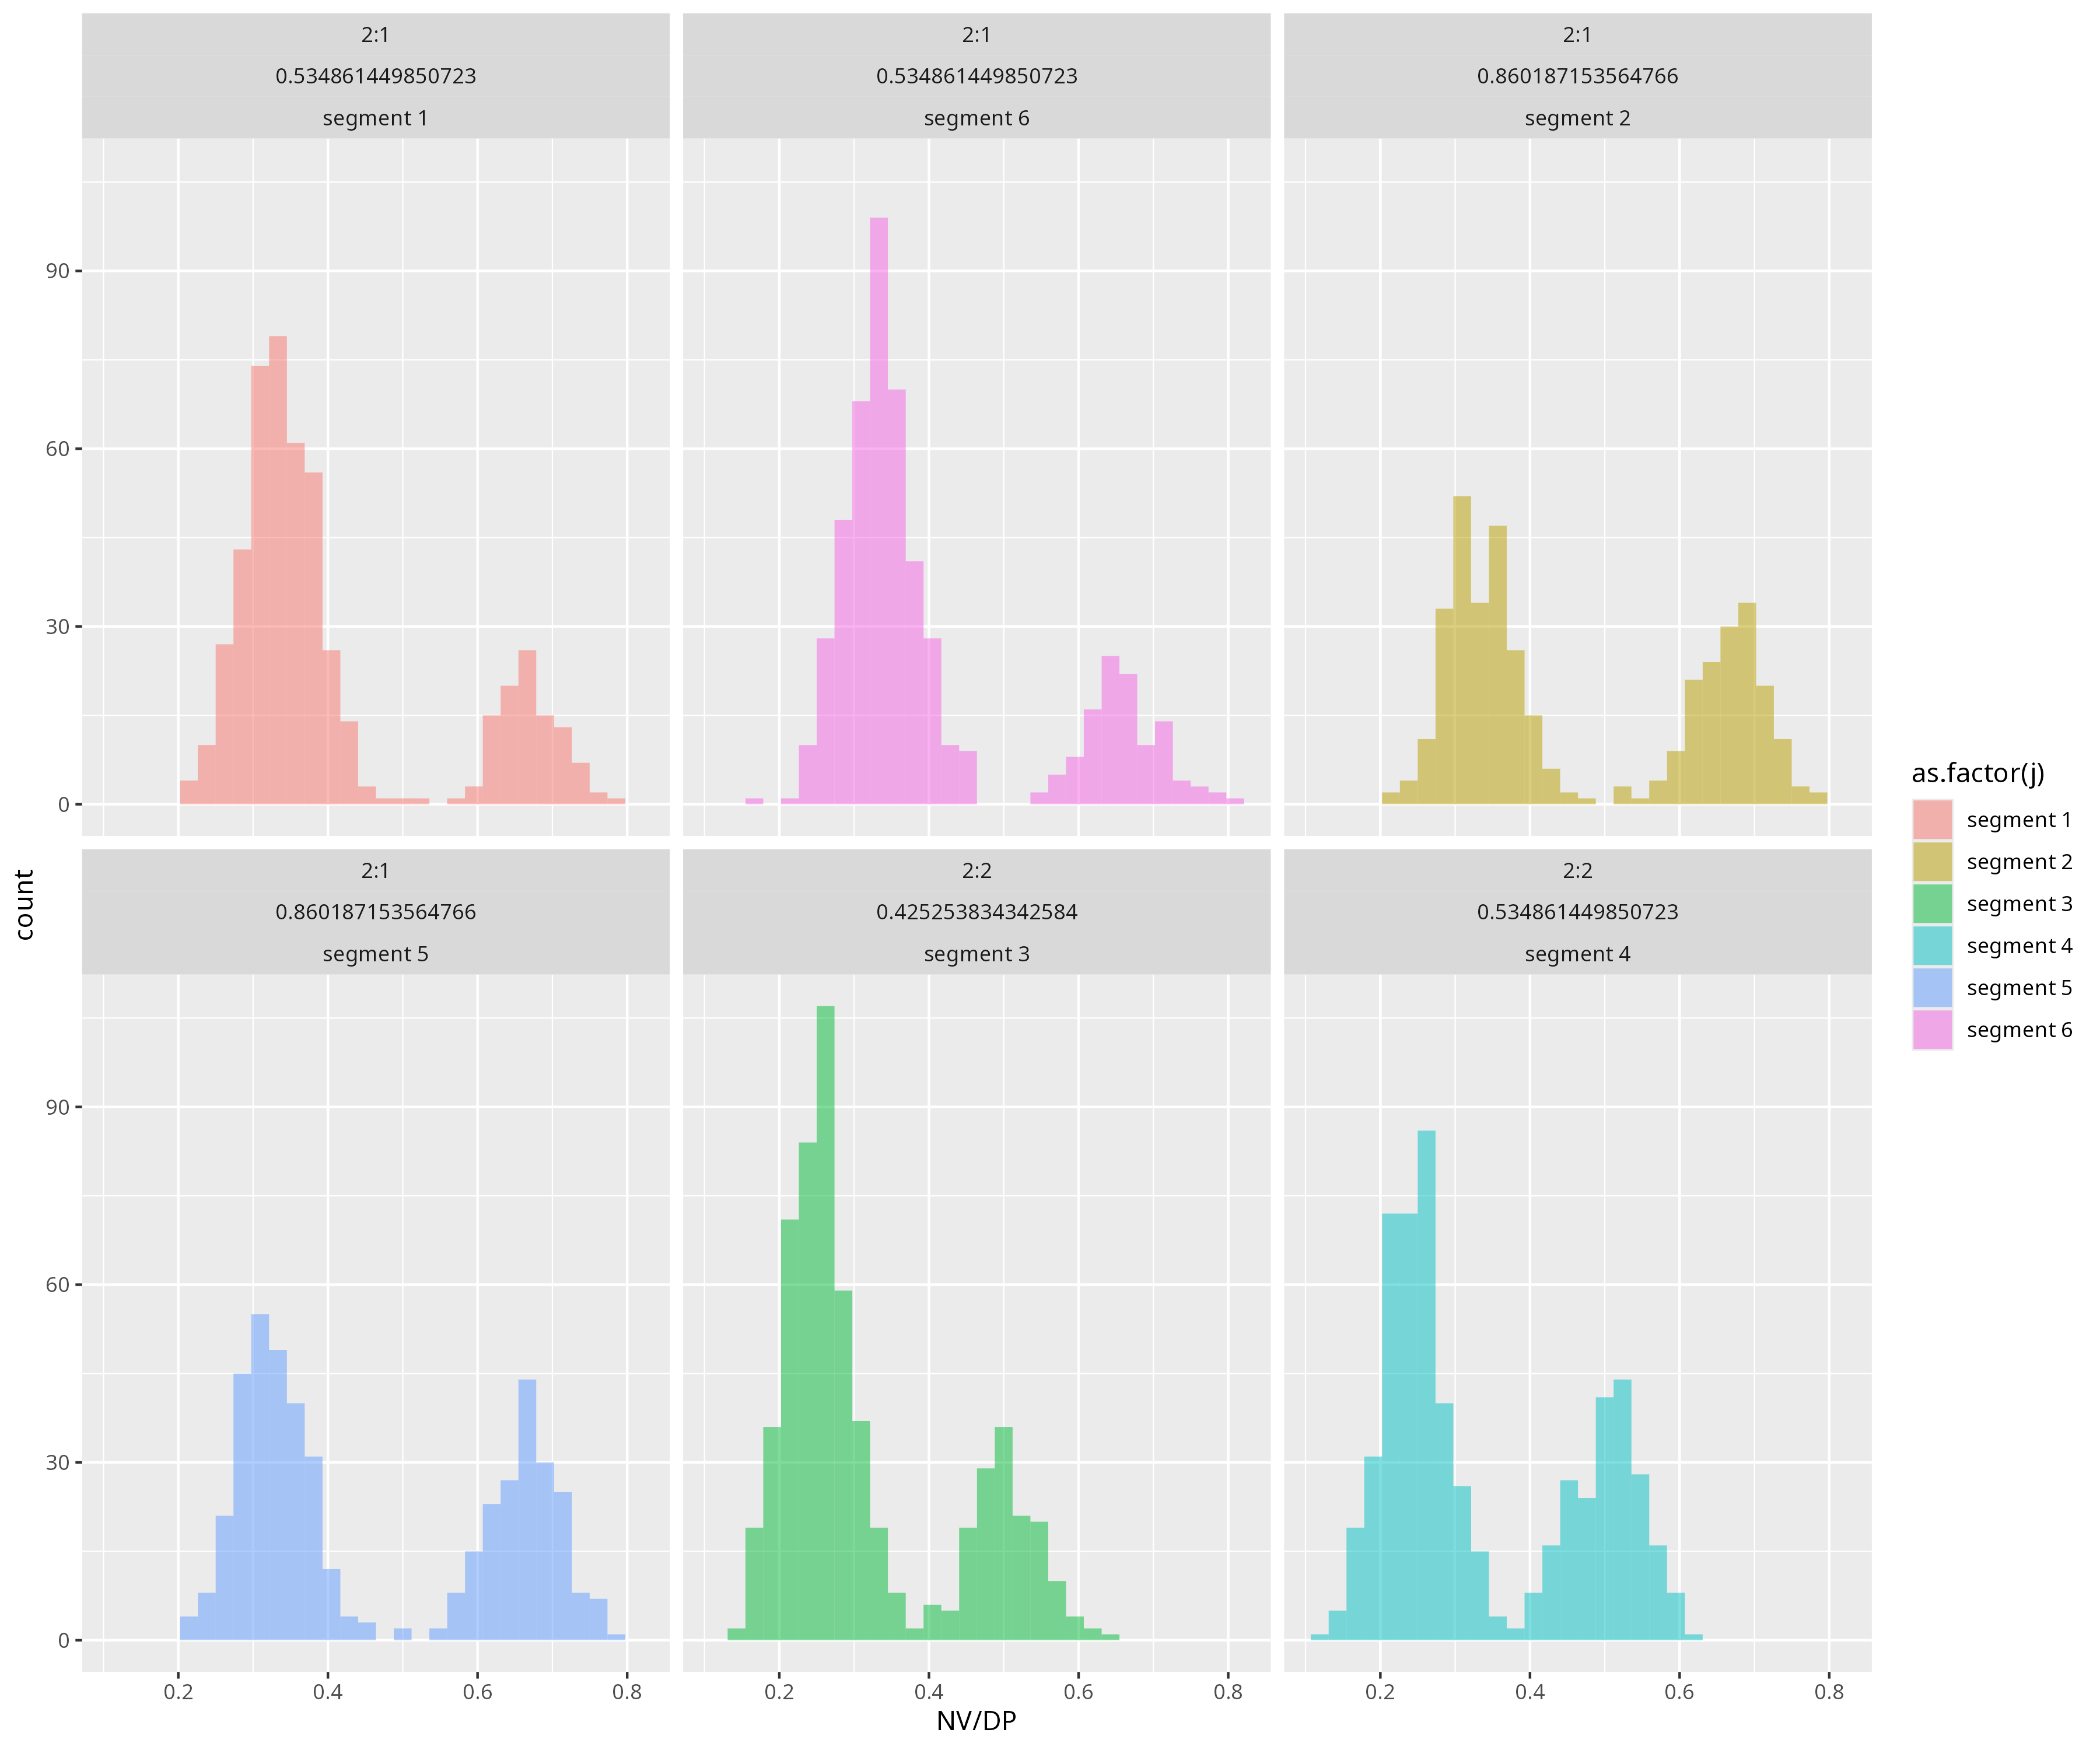 2:1
0.534861449850723
segment 1
2:1
0.534861449850723
segment 6
2:1
0.860187153564766
segment 2
90
60
30
0
2:1
0.860187153564766
segment 5
2:2
0.425253834342584
segment 3
2:2
0.534861449850723
segment 4
90
60
30
0
0.2 0.4 0.6 0.8
0.2 0.4 0.6 0.8
0.2 0.4 0.6 0.8
NV/DP
count
as.factor(j)
segment 1
segment 2
segment 3
segment 4
segment 5
segment 6